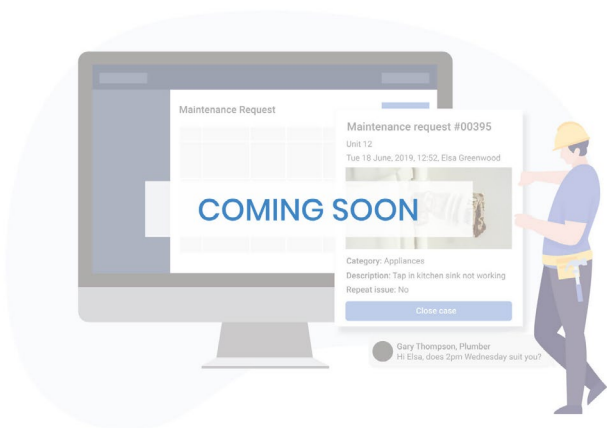 Maintenance Request
Maintenance request #00395
Unit 12
Tue 18 June, 2019, 12:52, Elsa Greenwood
COMING SOON
Category: Appliances
Description: Tap in kitchen sink not working
Repeat issue: No
Close case
Gary Thompson, Plumber
Hi Elsa, does 2pm Wednesday suit you?